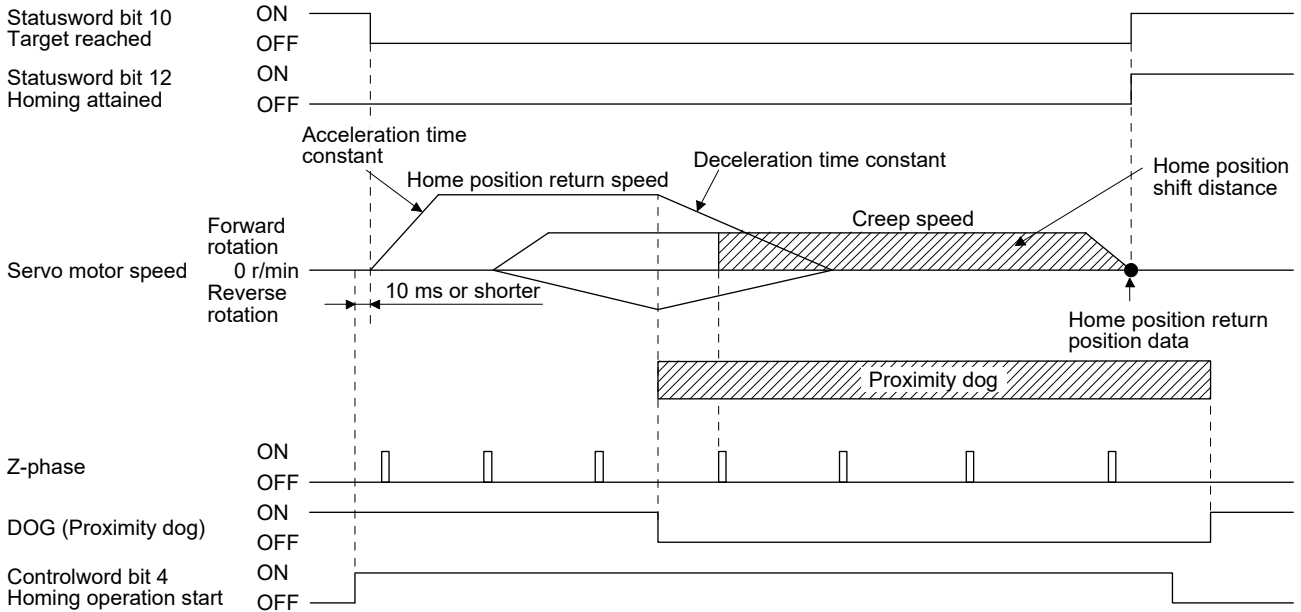 Statusword bit 10
Target reached
ON
OFF
Statusword bit 12
Homing attained
ON
OFF
Acceleration time
constant
Home position return speed
Deceleration time constant
Home position
shift distance
Creep speed
Servo motor speed
Forward
rotation
0 r/min
Reverse
rotation
10 ms or shorter
Home position return
position data
Proximity dog
Z-phase
ON
OFF
DOG (Proximity dog)
ON
OFF
Controlword bit 4
Homing operation start
ON
OFF